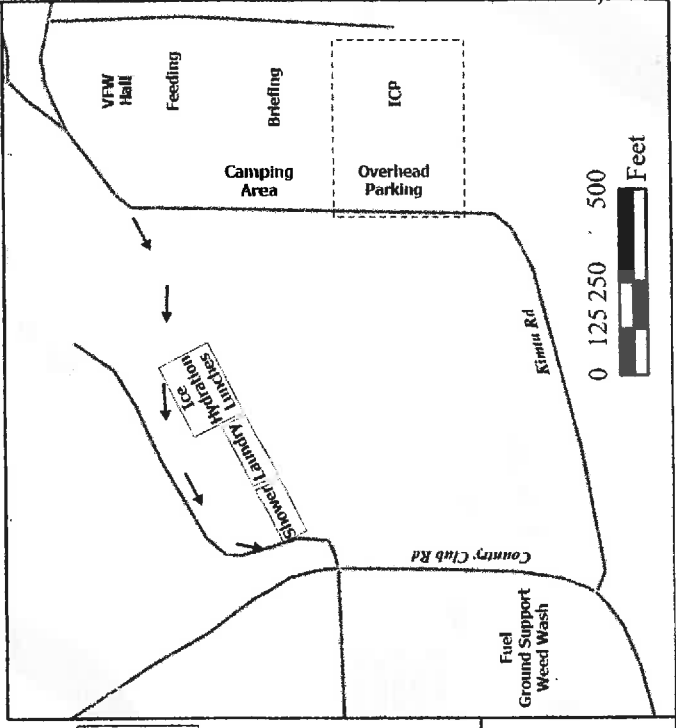 VFW
Hall
Feeding
Briefing
ICP
Camping
Area
Overhead
Parking
Ice
Hydration
Lunches
Laundry
Shower
Kimtu Rd
Country Club Rd
Fuel
Ground Support
Weed Wash
0 125 250 500
Feet